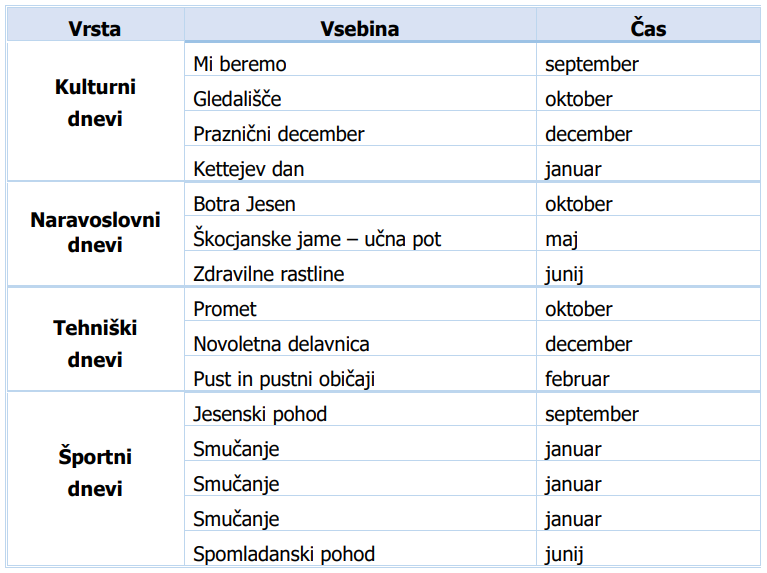 Vrsta Vsebina Čas
Kulturni
dnevi
Mi beremo september
Gledališče oktober
Praznični december december
Kettejev dan januar
Naravoslovni
dnevi
Botra Jesen oktober
Škocjanske jame – učna pot maj
Zdravilne rastline junij
Tehniški
dnevi
Promet oktober
Novoletna delavnica december
Pust in pustni običaji februar
Športni
dnevi
Jesenski pohod september
Smučanje januar
Smučanje januar
Smučanje januar
Spomladanski pohod junij